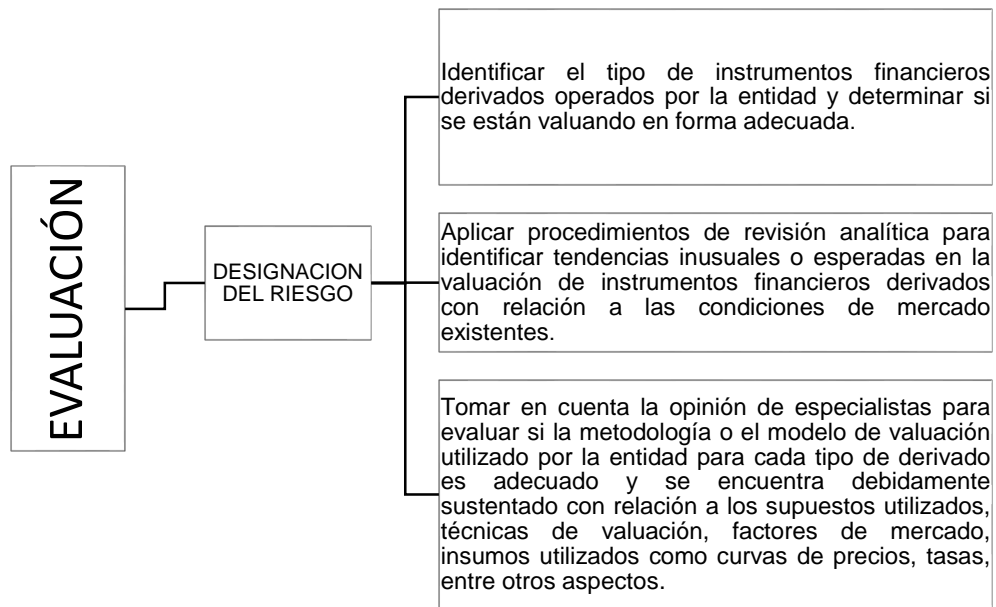 EVALUACIÓN
DESIGNACION
DEL RIESGO
Identificar el tipo de instrumentos financieros
derivados operados por la entidad y determinar si
se están valuando en forma adecuada.
Aplicar procedimientos de revisión analítica para
identificar tendencias inusuales o esperadas en la
valuación de instrumentos financieros derivados
con relación a las condiciones de mercado
existentes.
Tomar en cuenta la opinión de especialistas para
evaluar si la metodología o el modelo de valuación
utilizado por la entidad para cada tipo de derivado
es adecuado y se encuentra debidamente
sustentado con relación a los supuestos utilizados,
técnicas de valuación, factores de mercado,
insumos utilizados como curvas de precios, tasas,
entre otros aspectos.